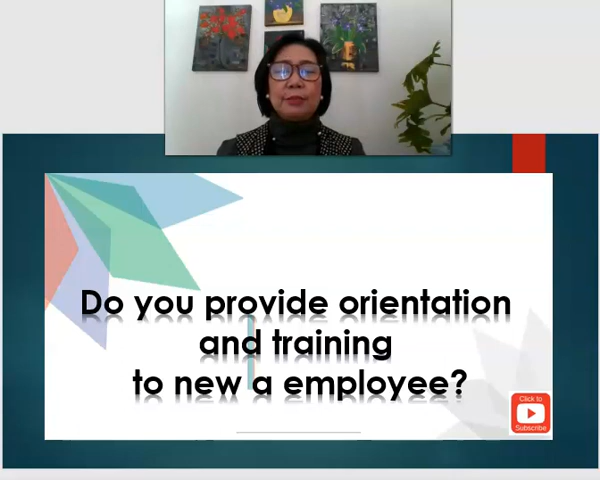 Do you provide orientation
and training
to new a employee?
Click to
Subscribe